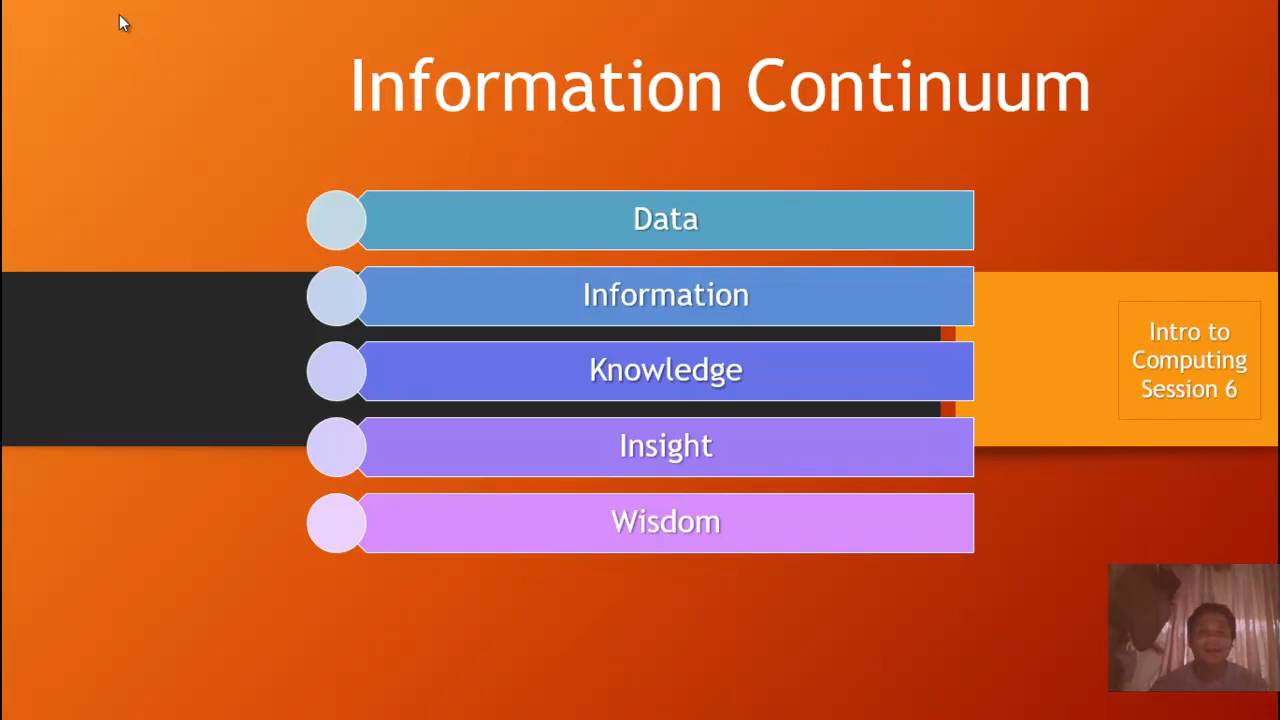 Information Continuum
Data
Information
Knowledge
Insight
Wisdom
Intro to
Computing
Session 6